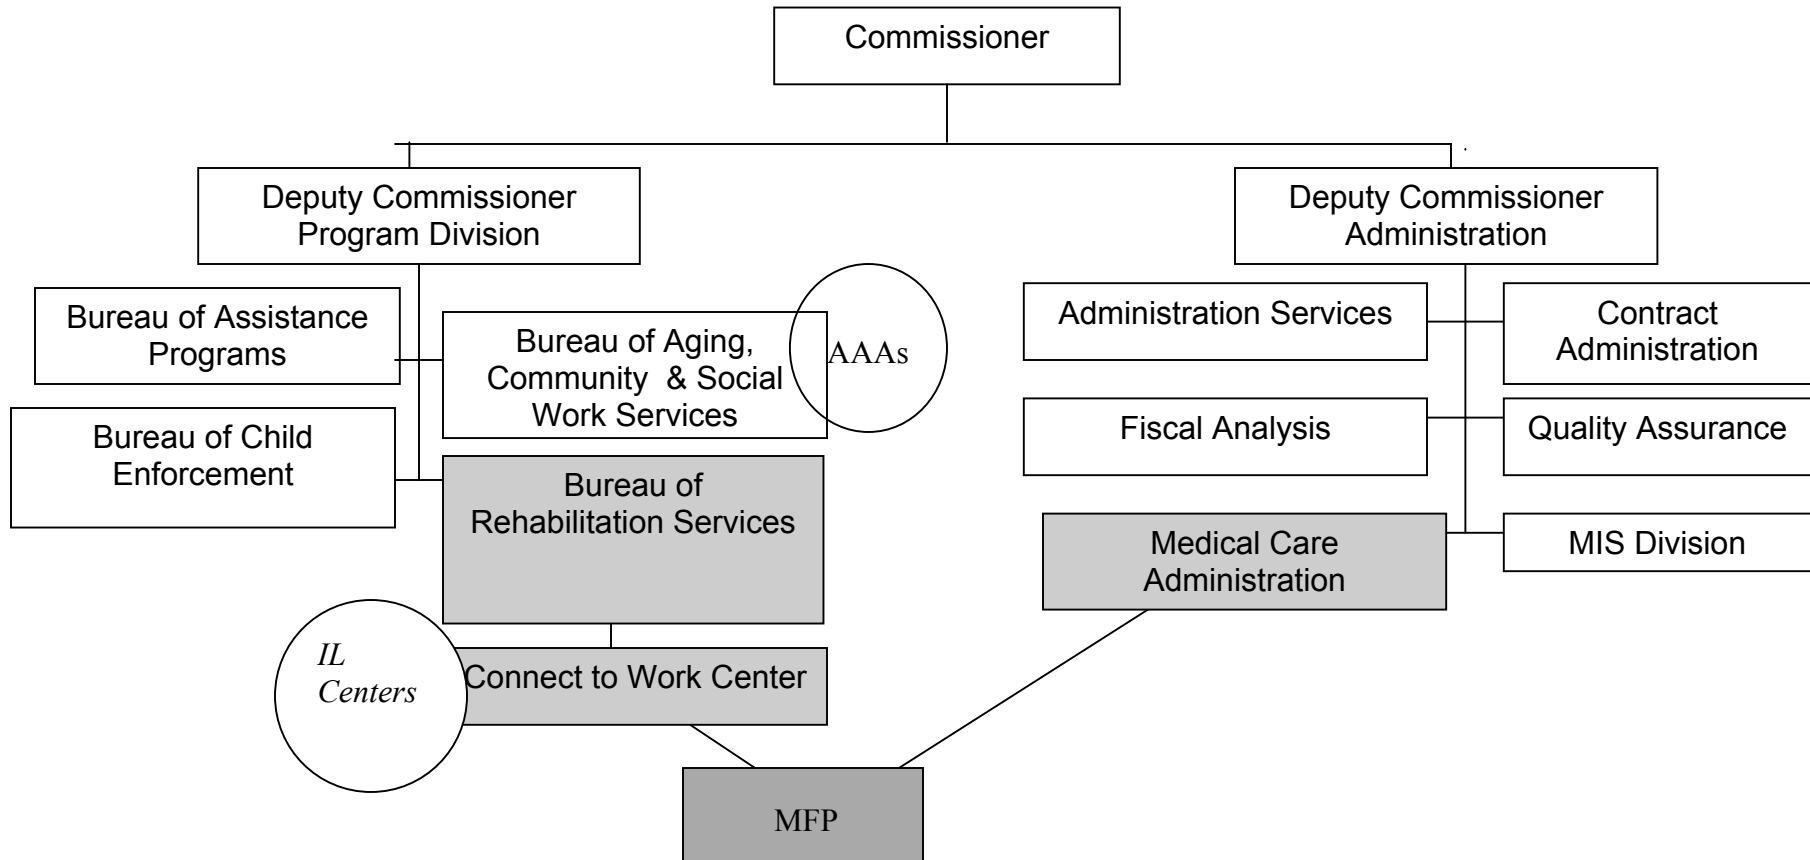 Commissioner
Deputy Commissioner
Program Division
Deputy Commissioner
Administration
Bureau of Assistance
Programs
Bureau of Aging,
Community & Social
Work Services
AAAs
Administration Services
Contract
Administration
Bureau of Child
Enforcement
Fiscal Analysis
Quality Assurance
Bureau of
Rehabilitation Services
Medical Care
Administration
MIS Division
IL
Centers
Connect to Work Center
MFP